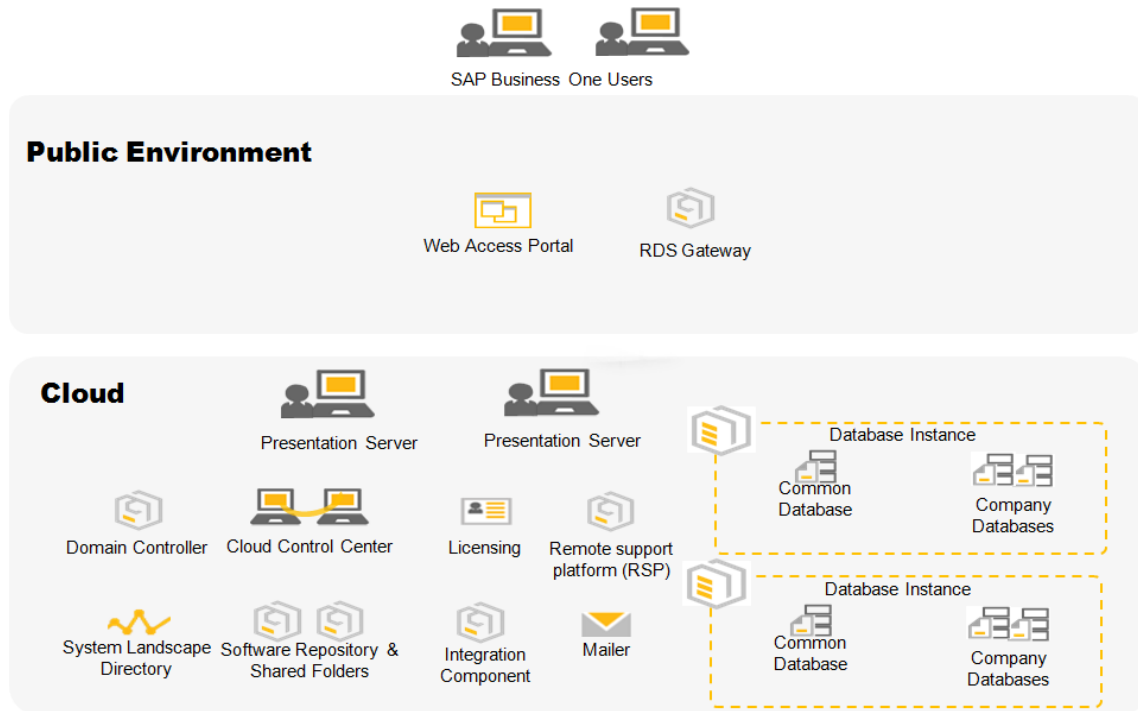 SAP Business One Users
Public Environment
Web Access Portal
RDS Gateway
Cloud
Presentation Server
Presentation Server
Database Instance
Common
Database
Company
Databases
Domain Controller
Cloud Control Center
Licensing
Remote support
platform (RSP)
Database Instance
Common
Database
Company
Databases
System Landscape
Directory
Software Repository &
Shared Folders
Integration
Component
Mailer